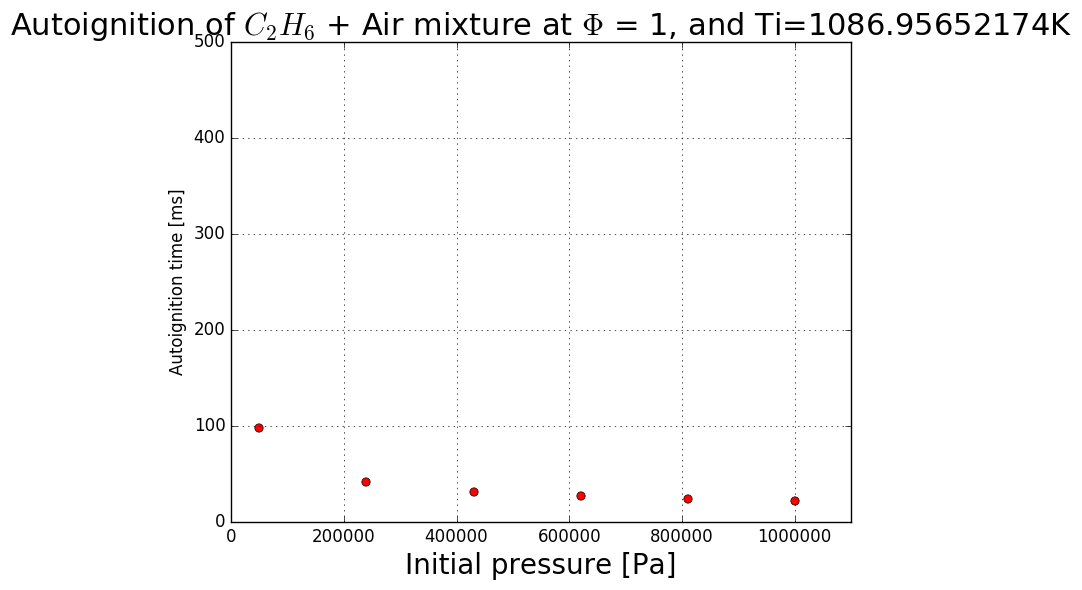 Autoignition of C₂H₆ + Air mixture at Φ = 1, and Ti=1086.95652174K
500
400
300
200
100
0
Autoignition time [ms]
0 200000 400000 600000 800000 1000000
Initial pressure [Pa]